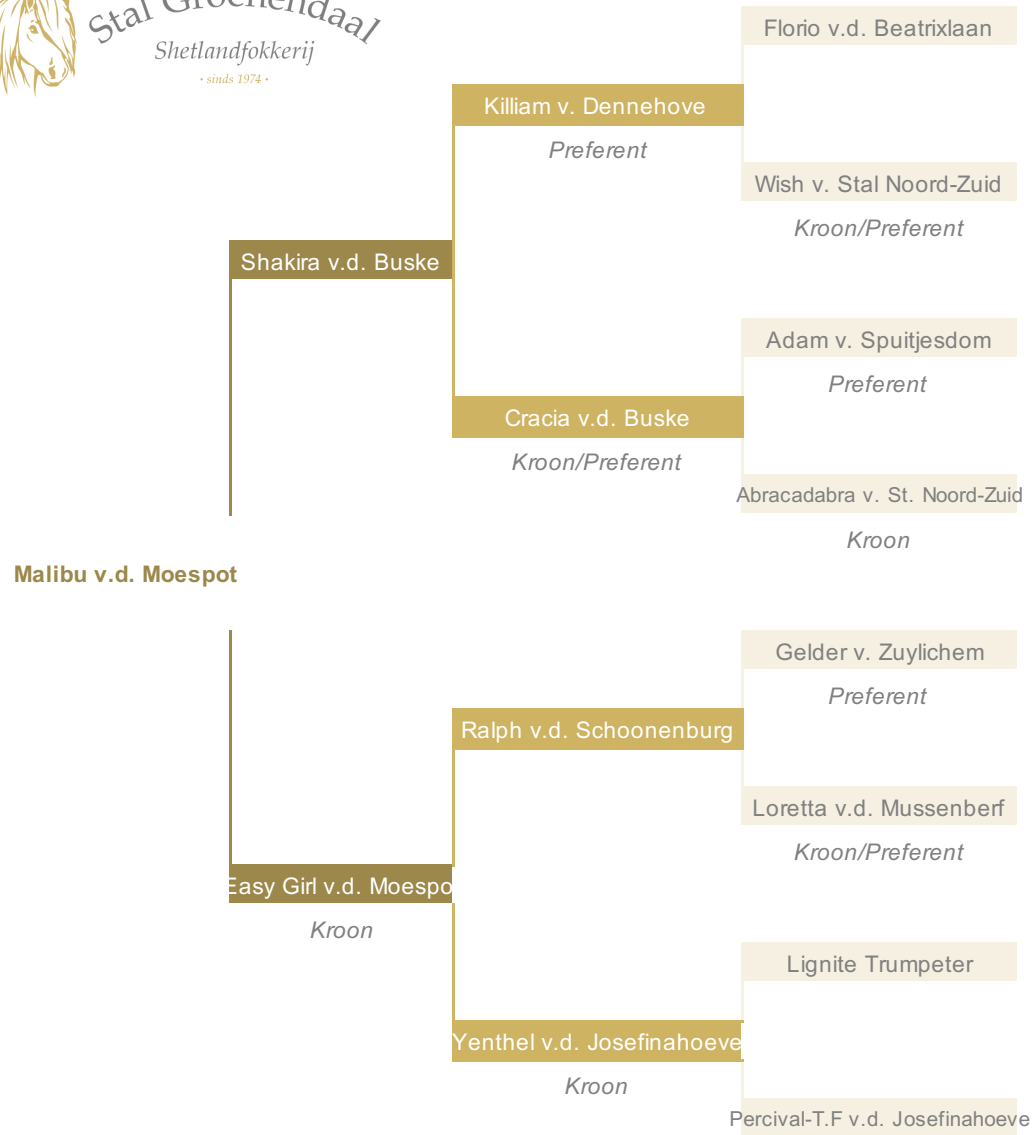 Stal Groenendaal
Shetlandfokkerij
• sinds 1974 •
Florio v.d. Beatrixlaan
Killiam v. Dennehove
Preferent
Wish v. Stal Noord-Zuid
Kroon/Preferent
Shakira v.d. Buske
Adam v. Spuitjesdom
Preferent
Cracia v.d. Buske
Kroon/Preferent
Abracadabra v. St. Noord-Zuid
Kroon
Malibu v.d. Moespot
Gelder v. Zuylichem
Preferent
Ralph v.d. Schoonenburg
Loretta v.d. Mussenberf
Kroon/Preferent
Easy Girl v.d. Moespo
Kroon
Lignite Trumpeter
Yenthel v.d. Josefinahoeve
Kroon
Percival-T.F v.d. Josefinahoeve